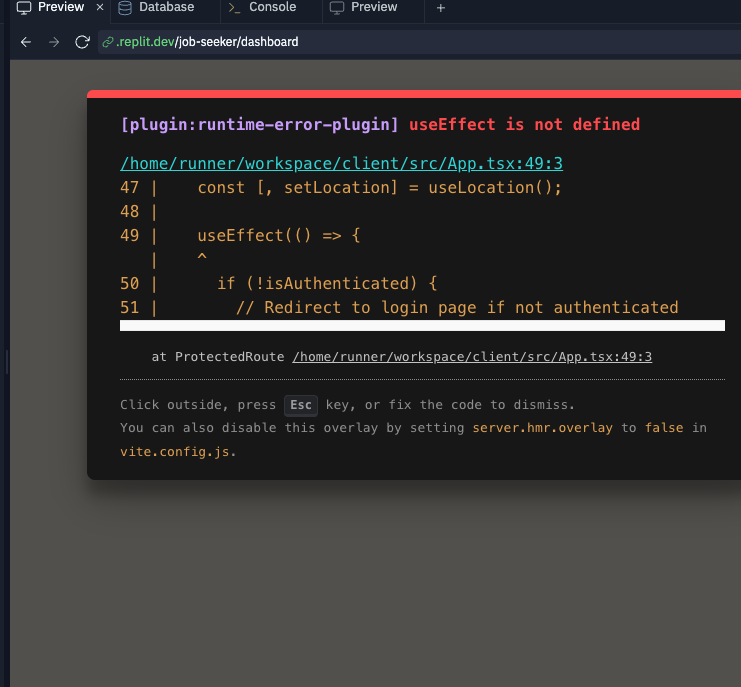 Preview × Database >_ Console Preview +
.replit.dev/job-seeker/dashboard
[plugin:runtime-error-plugin] useEffect is not defined
/home/runner/workspace/client/src/App.tsx:49:3
47 | const [, setLocation] = useLocation();
48 |
49 | useEffect(() => {
| ^
50 | if (!isAuthenticated) {
51 | // Redirect to login page if not authenticated
at ProtectedRoute /home/runner/workspace/client/src/App.tsx:49:3
Click outside, press Esc key, or fix the code to dismiss.
You can also disable this overlay by setting server.hmr.overlay to false in
vite.config.js.